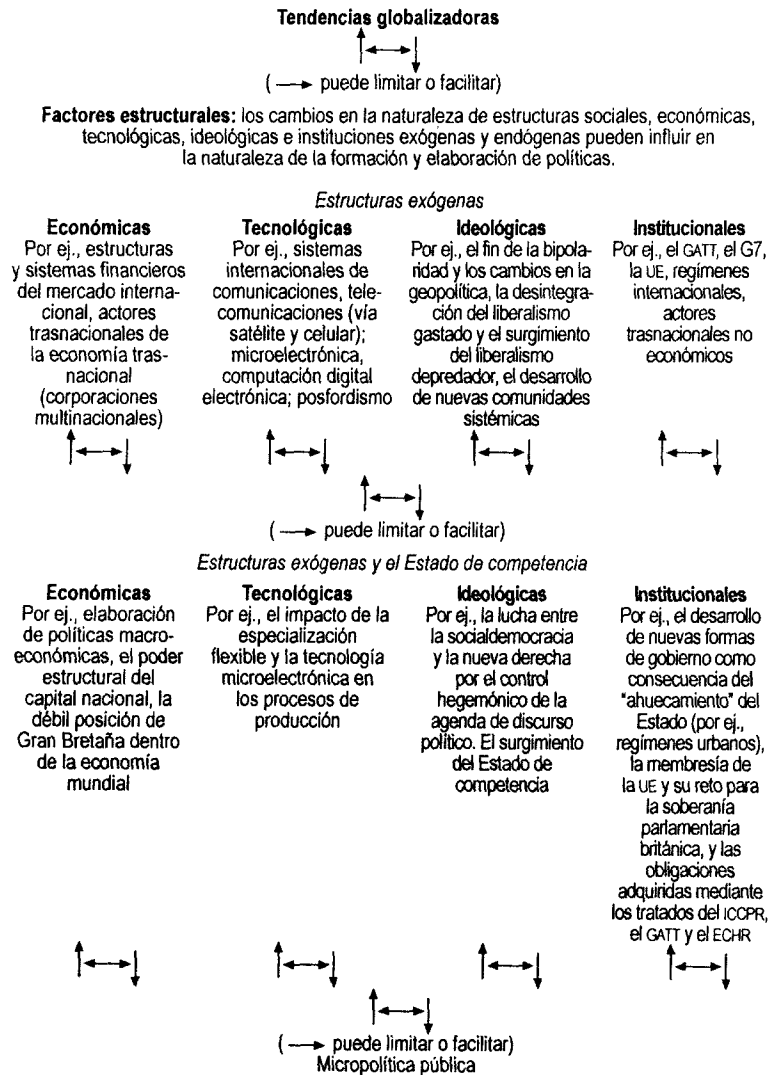 Tendencias globalizadoras
( → puede limitar o facilitar)
Factores estructurales: los cambios en la naturaleza de estructuras sociales, económicas,
tecnológicas, ideológicas e instituciones exógenas y endógenas pueden influir en
la naturaleza de la formación y elaboración de políticas.
Estructuras exógenas
Económicas
Por ej., estructuras
y sistemas financieros
del mercado interna-
cional, actores
trasnacionales de
la economía tras-
nacional
(corporaciones
multinacionales)
Tecnológicas
Por ej., sistemas
internacionales de
comunicaciones, tele-
comunicaciones (vía
satélite y celular);
microelectrónica,
computación digital
electrónica; posfordismo
Ideológicas
Por ej., el fin de la bipola-
ridad y los cambios en la
geopolítica, la desintegra-
ción del liberalismo
gastado y el surgimiento
del liberalismo
depredador, el desarrollo
de nuevas comunidades
sistémicas
Institucionales
Por ej., el GATT, el G7,
la UE, regímenes
internacionales,
actores
trasnacionales no
económicos
( → puede limitar o facilitar)
Estructuras exógenas y el Estado de competencia
Económicas
Por ej., elaboración
de políticas macro-
económicas, el poder
estructural del
capital nacional, la
débil posición de
Gran Bretaña dentro
de la economía
mundial
Tecnológicas
Por ej., el impacto de la
especialización
flexible y la tecnología
microelectrónica en
los procesos de
producción
Ideológicas
Por ej., la lucha entre
la socialdemocracia
y la nueva derecha
por el control
hegemónico de la
agenda de discurso
político. El surgimiento
del Estado de
competencia
Institucionales
Por ej., el desarrollo
de nuevas formas
de gobierno como
consecuencia del
"ahuecamiento" del
Estado (por ej.,
regímenes urbanos),
la membresía de
la UE y su reto para
la soberanía
parlamentaria
británica, y las
obligaciones
adquiridas mediante
los tratados del ICCPR,
el GATT y el ECHR
( → puede limitar o facilitar)
Micropolítica pública